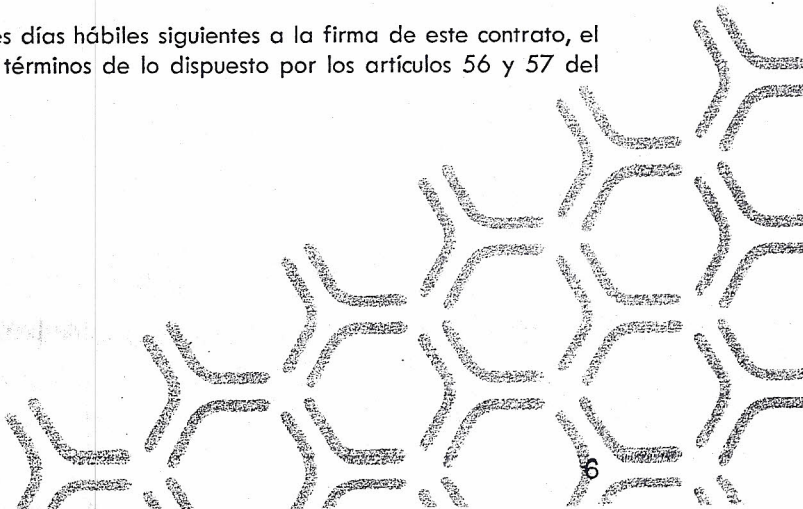 es días hábiles siguientes a la firma de este contrato, el
términos de lo dispuesto por los artículos 56 y 57 del
6